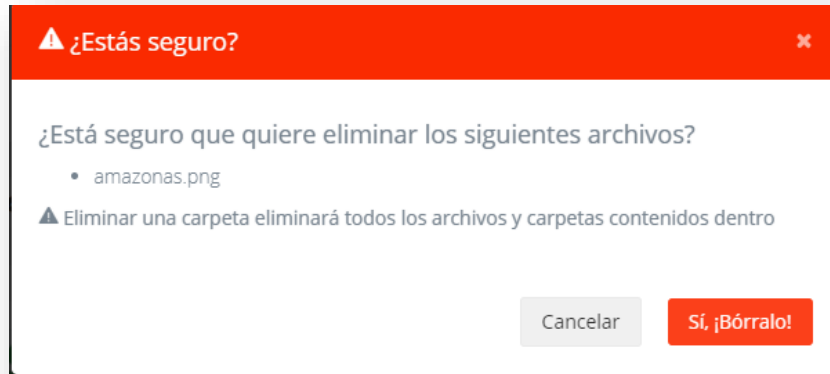 ¿Estás seguro?
¿Está seguro que quiere eliminar los siguientes archivos?
• amazonas.png
Eliminar una carpeta eliminará todos los archivos y carpetas contenidos dentro
Cancelar
Sí, ¡Bórralo!